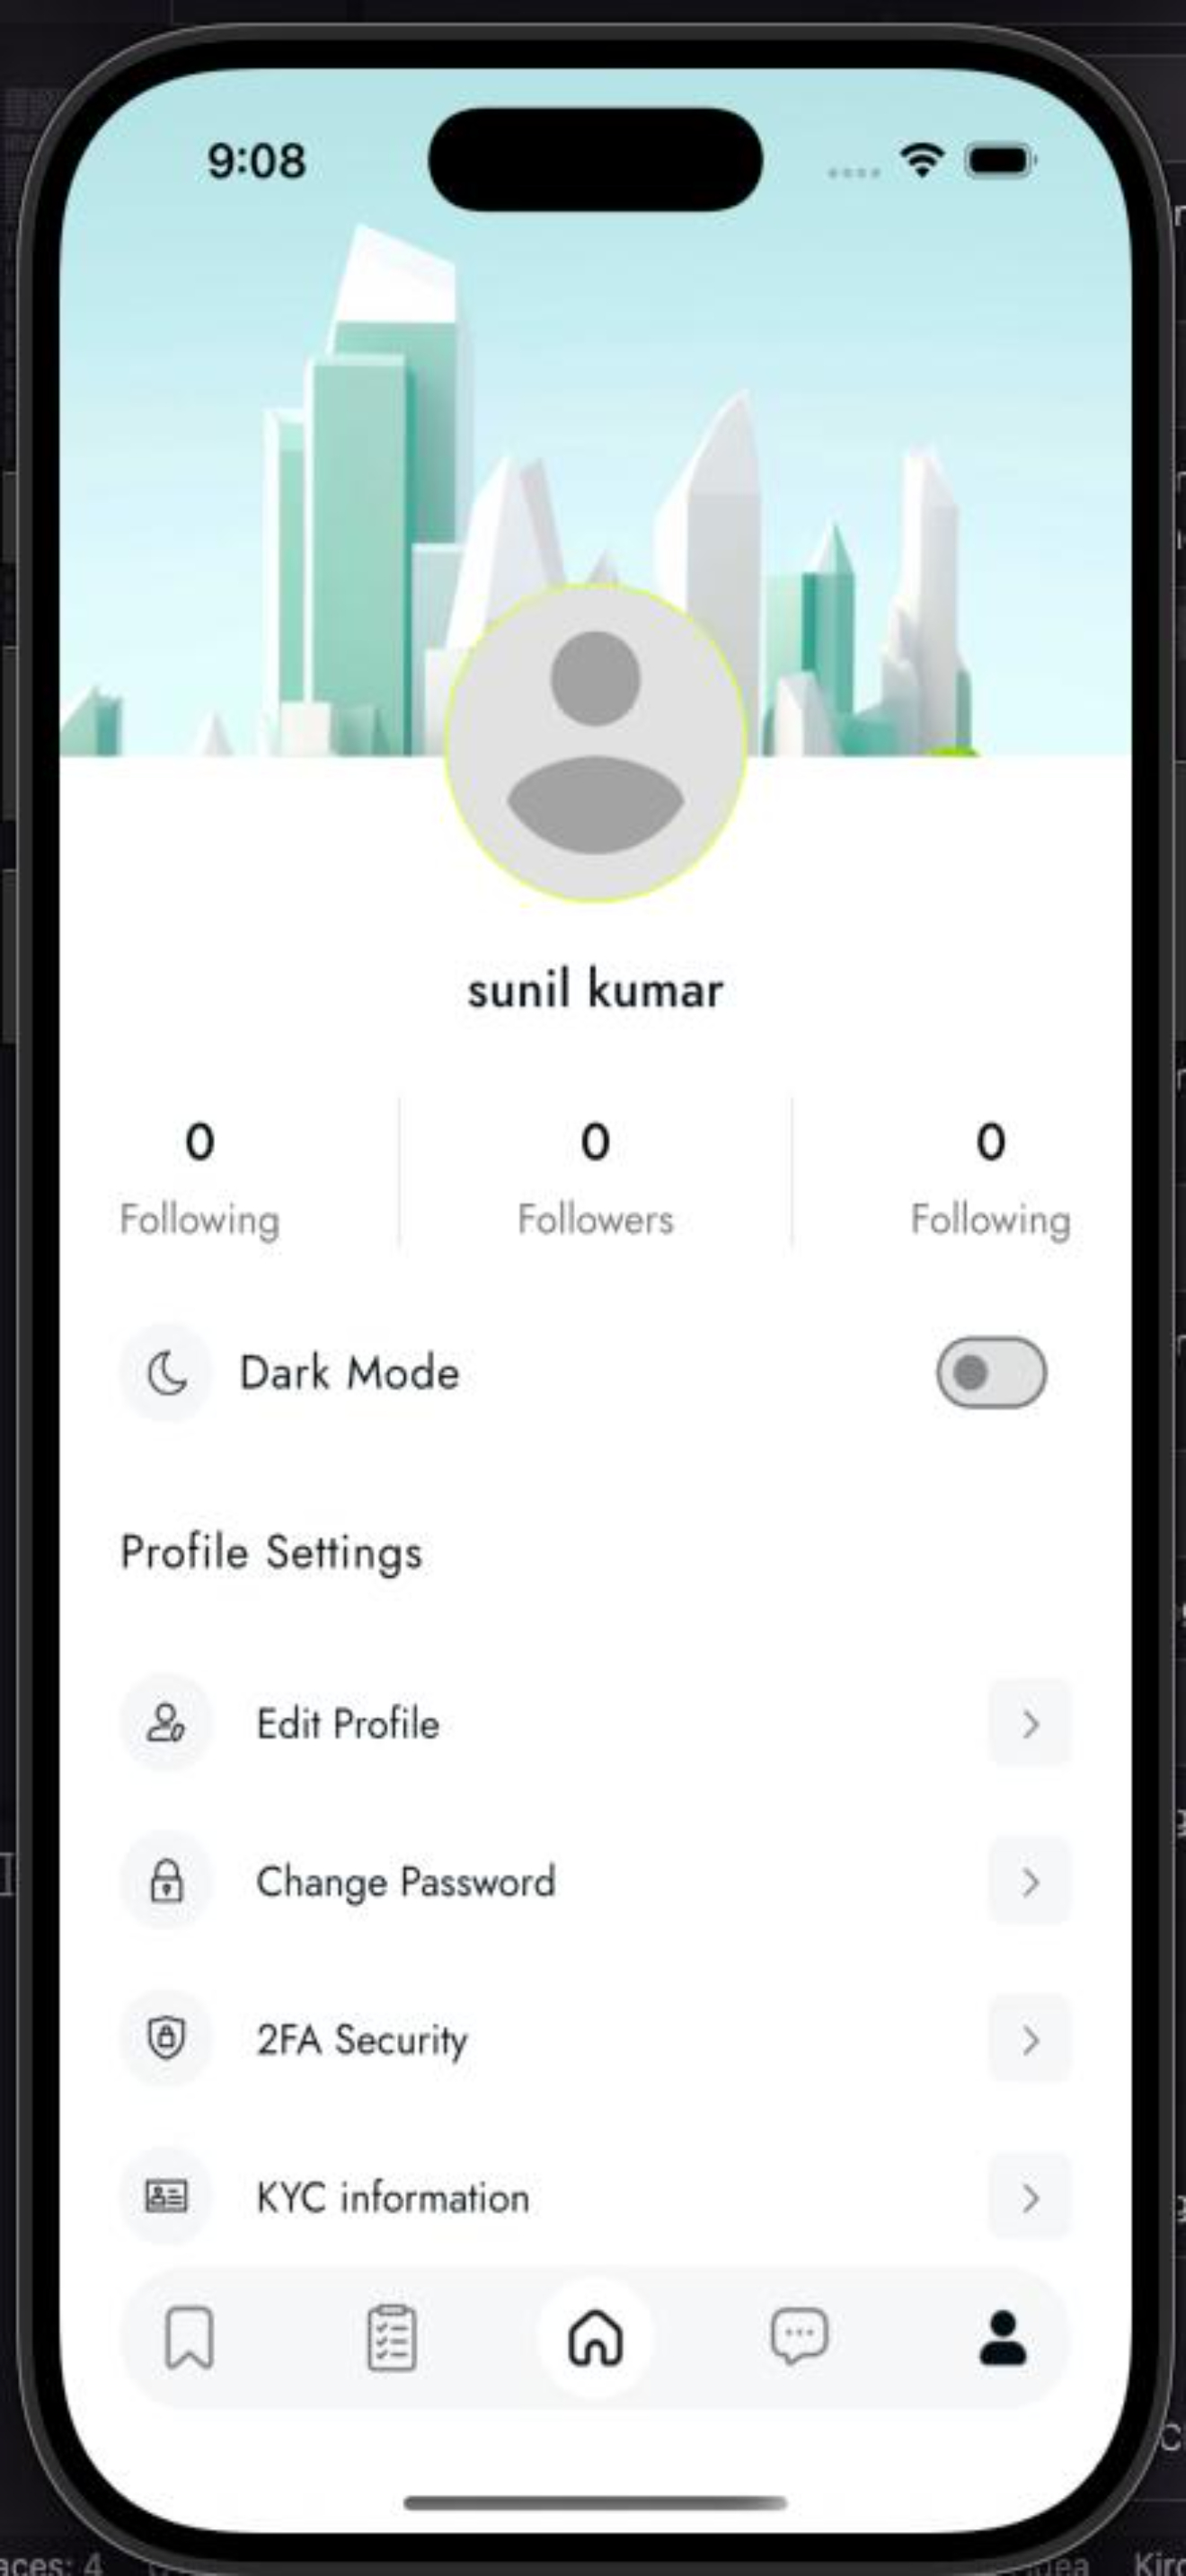 9:08
sunil kumar
0 0 0
Following Followers Following
Dark Mode
Profile Settings
Edit Profile
Change Password
2FA Security
KYC information
aces: 4